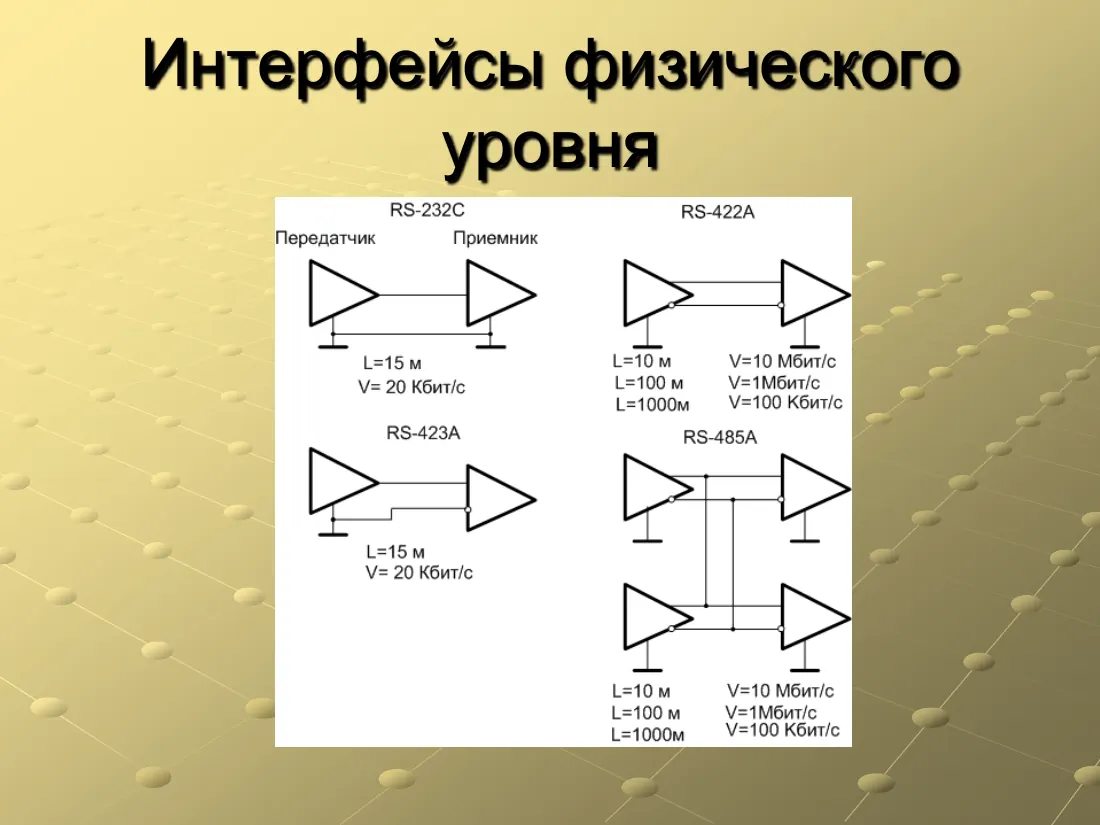 Интерфейсы физического
уровня
RS-232C
Передатчик Приемник
L=15 м
V= 20 Кбит/с
RS-422A
L=10 м V=10 Мбит/с
L=100 м V=1Мбит/с
L=1000м V=100 Кбит/с
RS-423A
L=15 м
V= 20 Кбит/с
RS-485A
L=10 м V=10 Мбит/с
L=100 м V=1Мбит/с
L=1000м V=100 Кбит/с